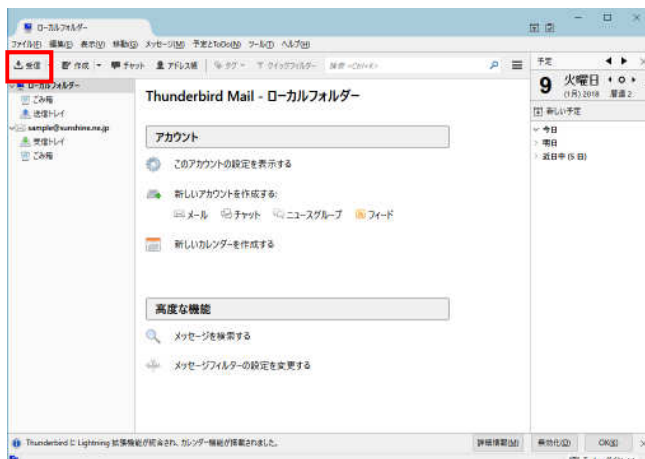 ローカルフォルダー
ファイル(F) 編集(E) 表示(V) 移動(G) メッセージ(M) 予定とToDo(N) ツール(T) ヘルプ(H)
受信 作成 チャット アドレス帳 タグ クイックフィルター 検索 <Ctrl+K>
予定
ローカルフォルダー
ごみ箱
送信トレイ
sample@sunshine.ne.jp
受信トレイ
ごみ箱
Thunderbird Mail - ローカルフォルダー
アカウント
このアカウントの設定を表示する
新しいアカウントを作成する:
メール チャット ニュースグループ フィード
新しいカレンダーを作成する
高度な機能
メッセージを検索する
メッセージフィルターの設定を変更する
9 火曜日
(1月) 2018 暦週 2
新しい予定
今日
明日
近日中 (5 日)
Thunderbird に Lightning 拡張機能が統合され、カレンダー機能が搭載されました。 詳細情報(M) 無効化(D) OK(K)